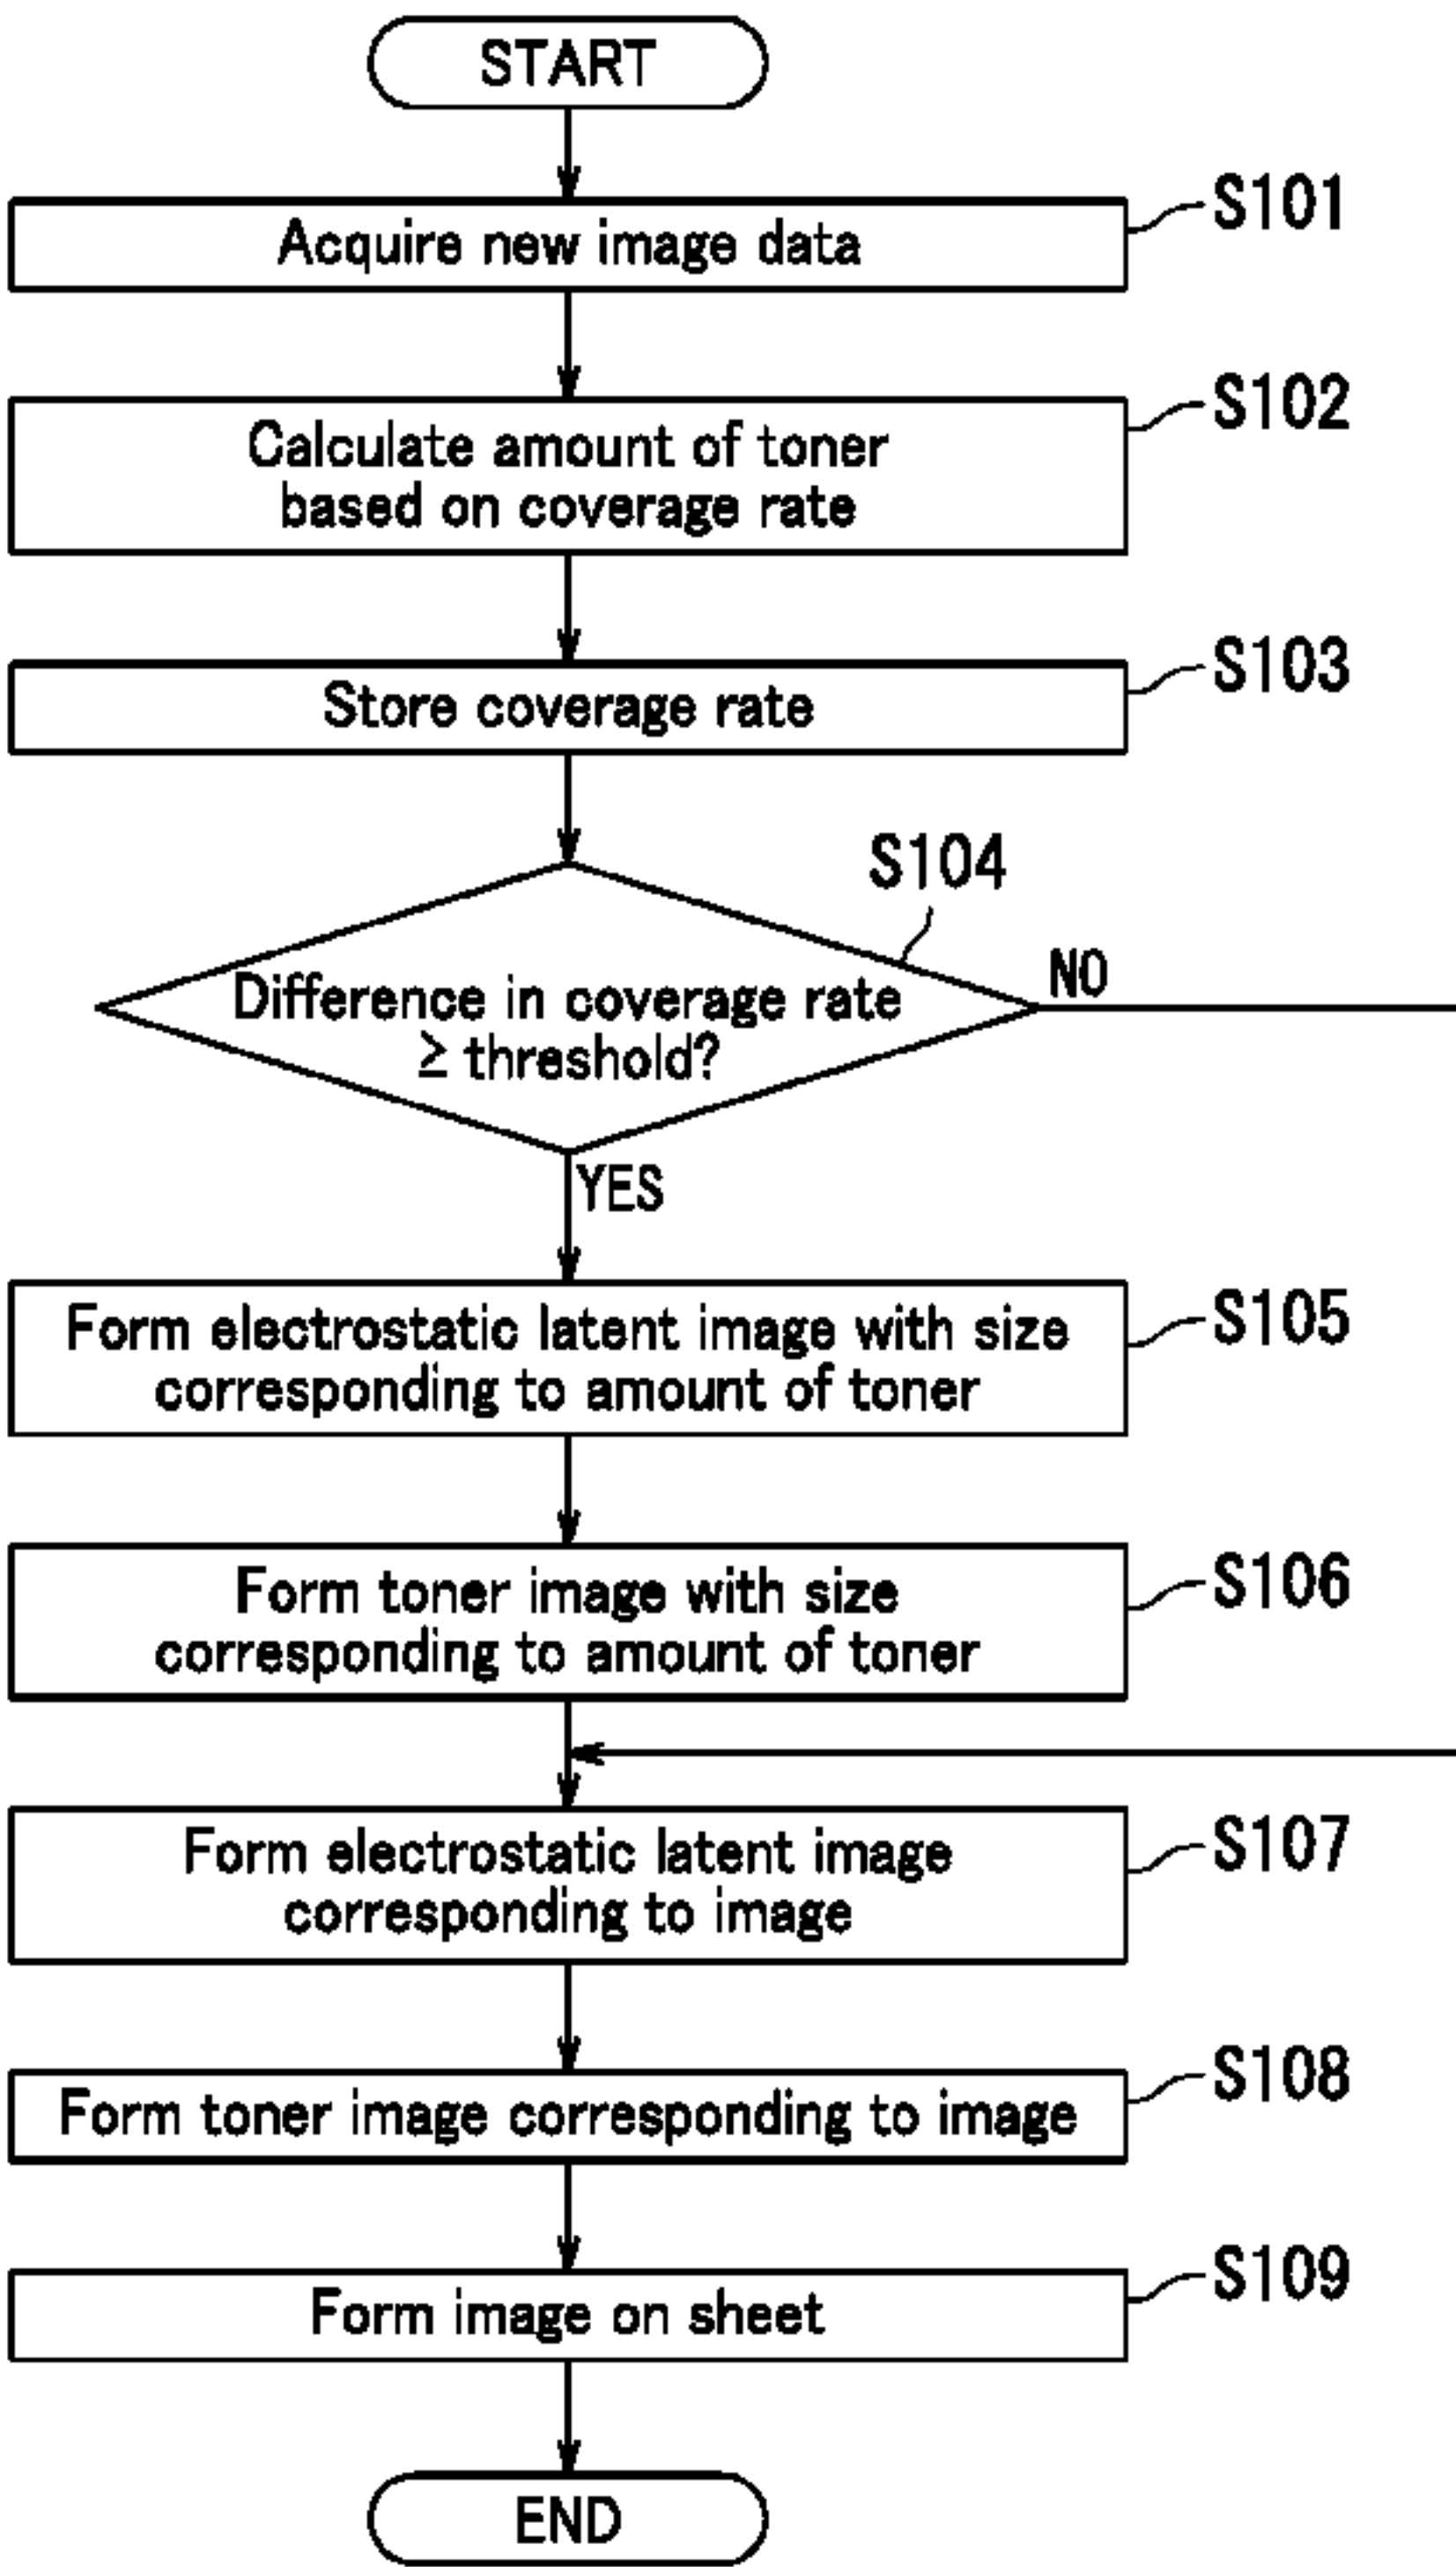 START
Acquire new image data
S101
Calculate amount of toner
based on coverage rate
S102
Store coverage rate
S103
S104
Difference in coverage rate
≥ threshold?
NO
YES
Form electrostatic latent image with size
corresponding to amount of toner
S105
Form toner image with size
corresponding to amount of toner
S106
Form electrostatic latent image
corresponding to image
S107
Form toner image corresponding to image
S108
Form image on sheet
S109
END